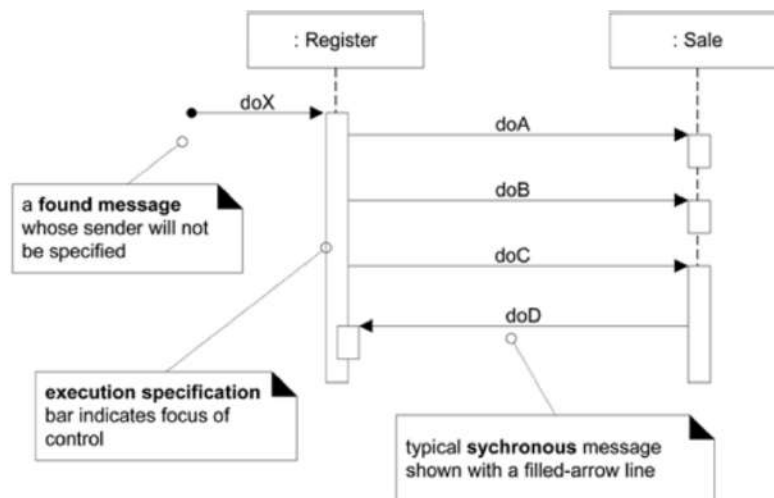 : Register
: Sale
doX
doA
a found message
whose sender will not
be specified
doB
doC
doD
execution specification
bar indicates focus of
control
typical sychronous message
shown with a filled-arrow line